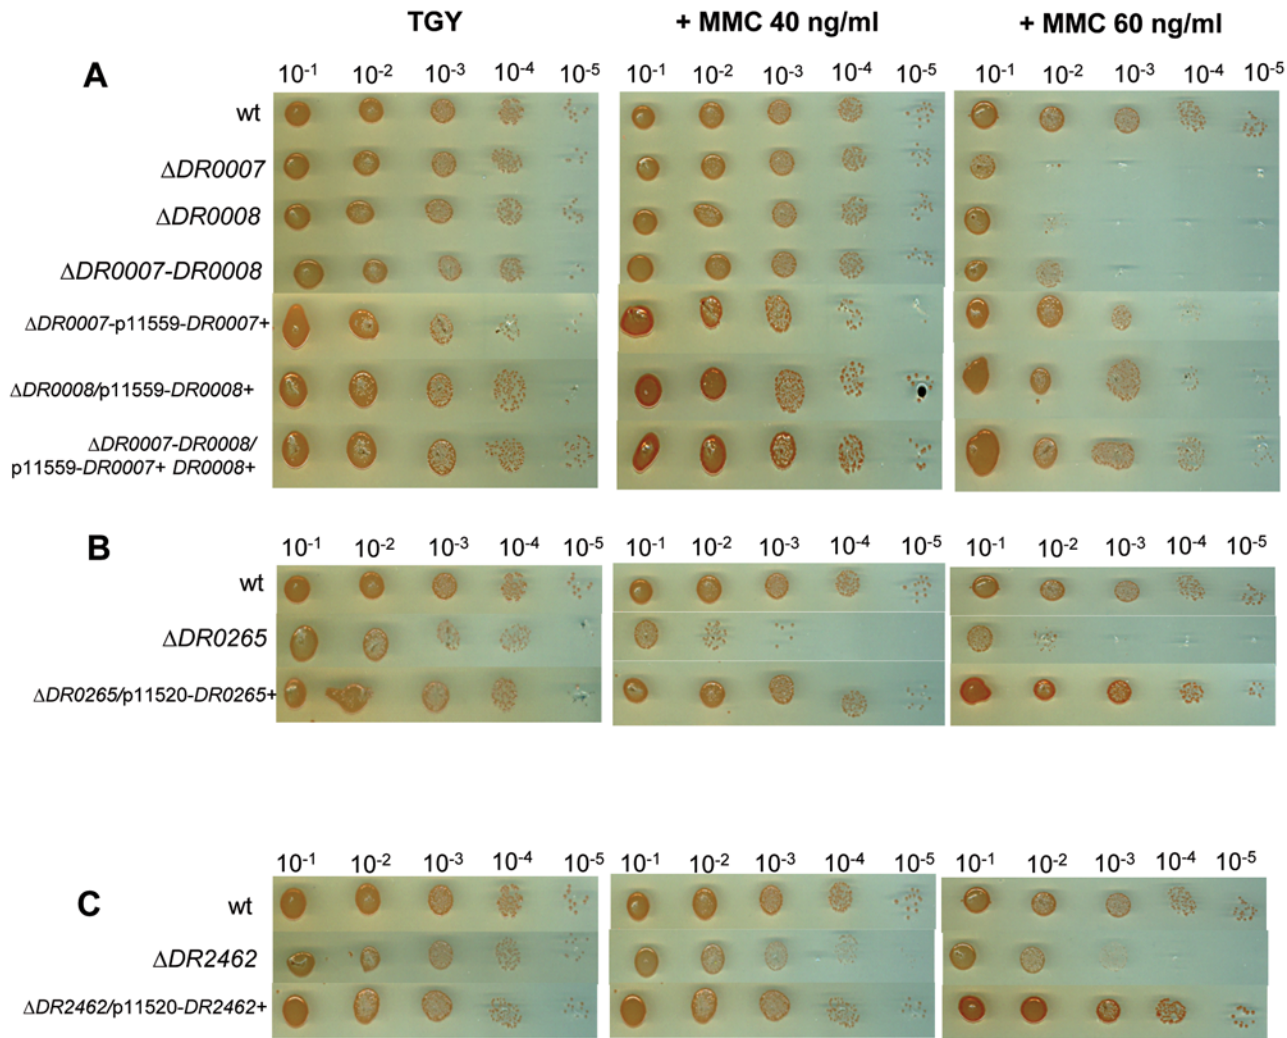 TGY + MMC 40 ng/ml + MMC 60 ng/ml
A
10-1 10-2 10-3 10-4 10-5 10-1 10-2 10-3 10-4 10-5 10-1 10-2 10-3 10-4 10-5
wt
ΔDR0007
ΔDR0008
ΔDR0007-DR0008
ΔDR0007-p11559-DR0007+
ΔDR0008/p11559-DR0008+
ΔDR0007-DR0008/
p11559-DR0007+ DR0008+
B
10-1 10-2 10-3 10-4 10-5 10-1 10-2 10-3 10-4 10-5 10-1 10-2 10-3 10-4 10-5
wt
ΔDR0265
ΔDR0265/p11520-DR0265+
10-1 10-2 10-3 10-4 10-5 10-1 10-2 10-3 10-4 10-5 10-1 10-2 10-3 10-4 10-5
C
wt
ΔDR2462
ΔDR2462/p11520-DR2462+